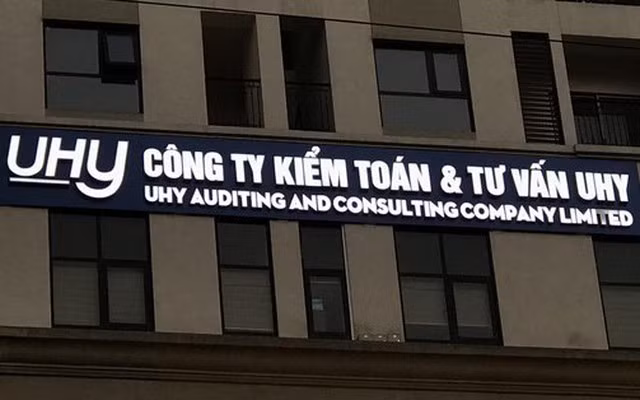 UHY
CÔNG TY KIỂM TOÁN & TƯ VẤN UHY
UHY AUDITING AND CONSULTING COMPANY LIMITED